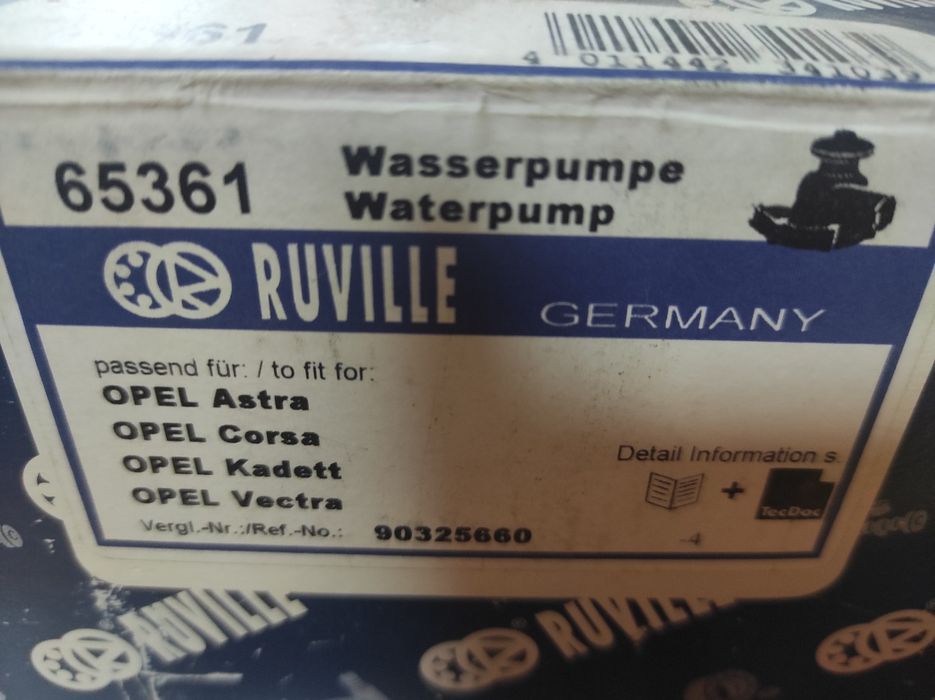 65361
Wasserpumpe
Waterpump
RUVILLE
GERMANY
passend für: / to fit for:
OPEL Astra
OPEL Corsa
OPEL Kadett
OPEL Vectra
Vergl.-Nr.:/Ref.-No.: 90325660
Detail Information s.
+
TecDoc
-4
RUVILLE
RUVILLE